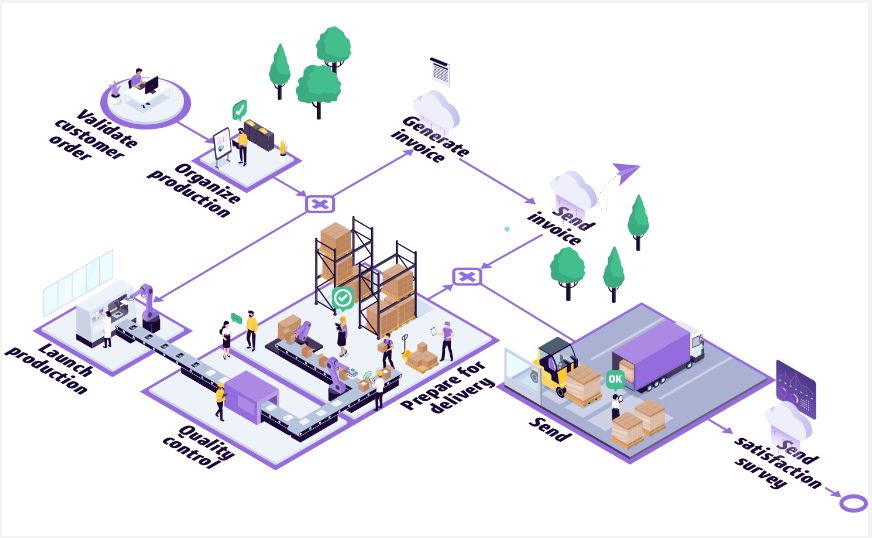 Validate
customer
order
Organize
production
Generate
invoice
Send
invoice
Launch
production
Quality
control
Prepare for
delivery
OK
Send
Send
satisfaction
survey